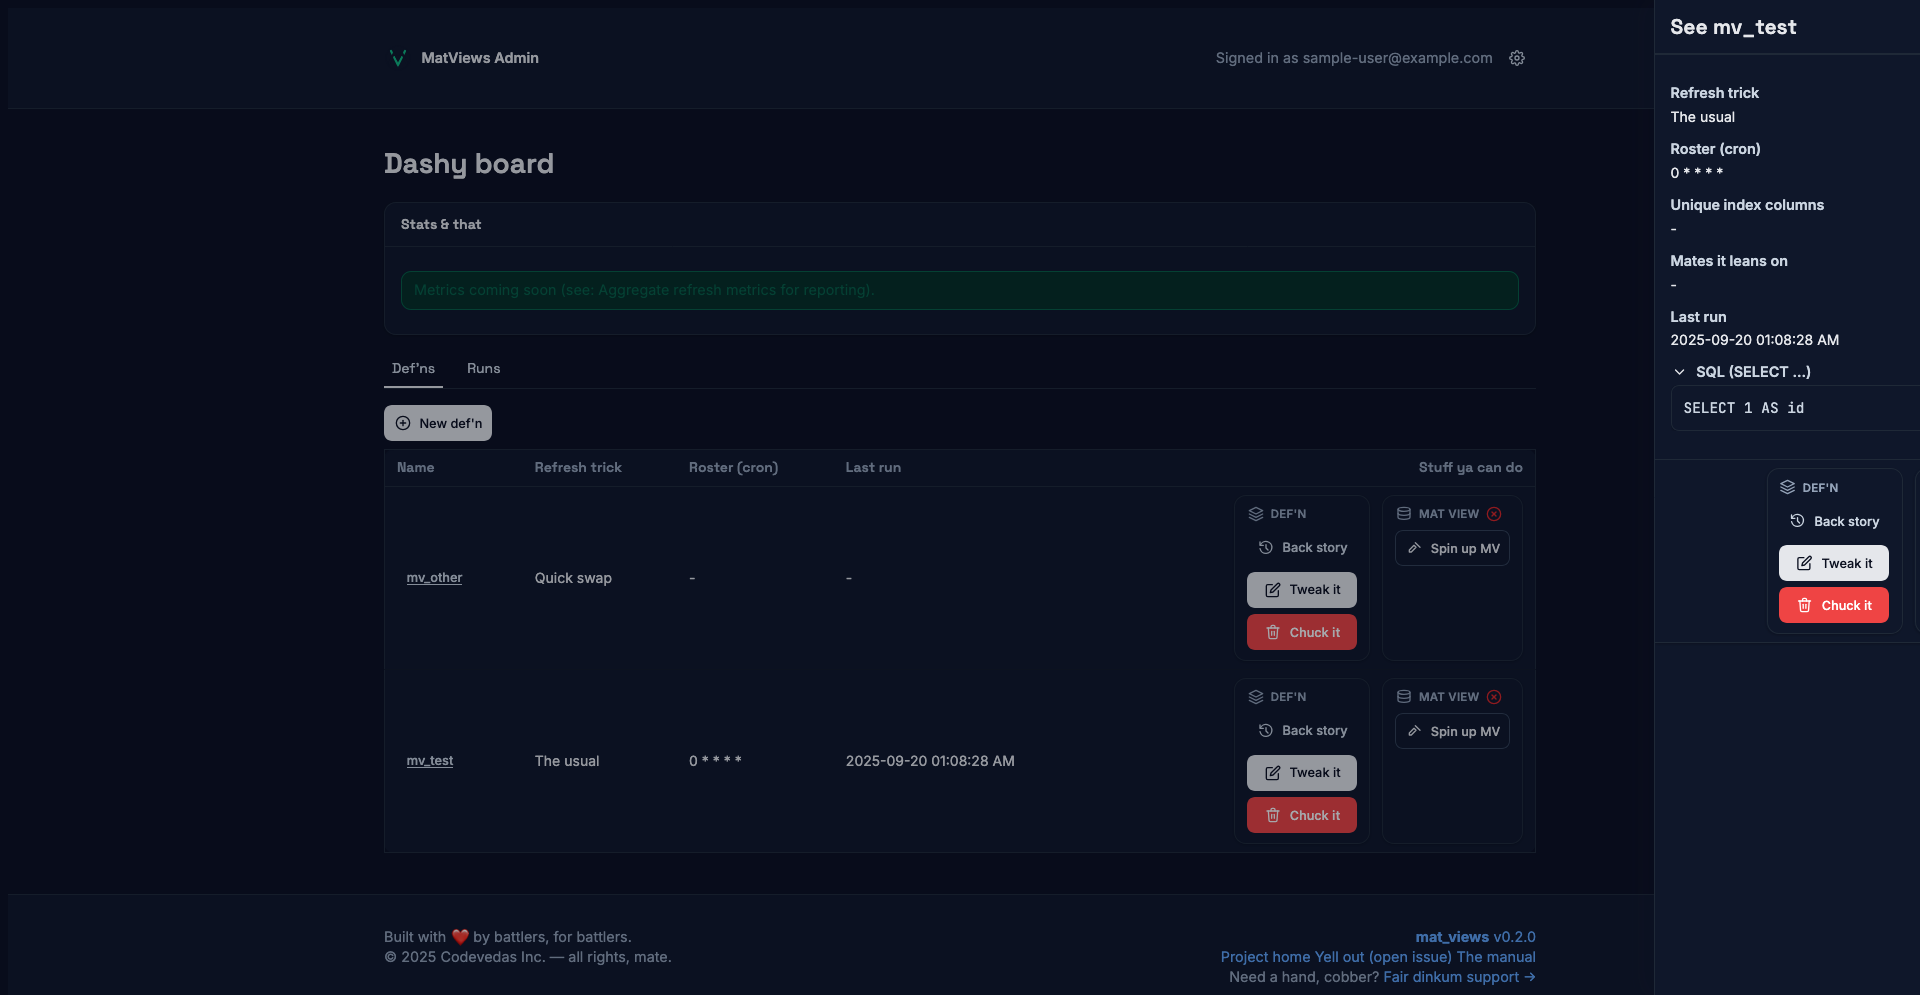 MatViews Admin
Signed in as sample-user@example.com
Dashy board
Stats & that
Metrics coming soon (see: Aggregate refresh metrics for reporting).
Def'ns
Runs
New def'n
Name
Refresh trick
Roster (cron)
Last run
Stuff ya can do
mv_other
Quick swap
-
-
DEF'N
Back story
Tweak it
Chuck it
MAT VIEW
Spin up MV
mv_test
The usual
0 * * * *
2025-09-20 01:08:28 AM
DEF'N
Back story
Tweak it
Chuck it
MAT VIEW
Spin up MV
Built with ❤️ by battlers, for battlers.
© 2025 Codevedas Inc. — all rights, mate.
mat_views v0.2.0
Project home Yell out (open issue) The manual
Need a hand, cobber? Fair dinkum support →
See mv_test
Refresh trick
The usual
Roster (cron)
0 * * * *
Unique index columns
-
Mates it leans on
-
Last run
2025-09-20 01:08:28 AM
SQL (SELECT ...)
SELECT 1 AS id
DEF'N
Back story
Tweak it
Chuck it